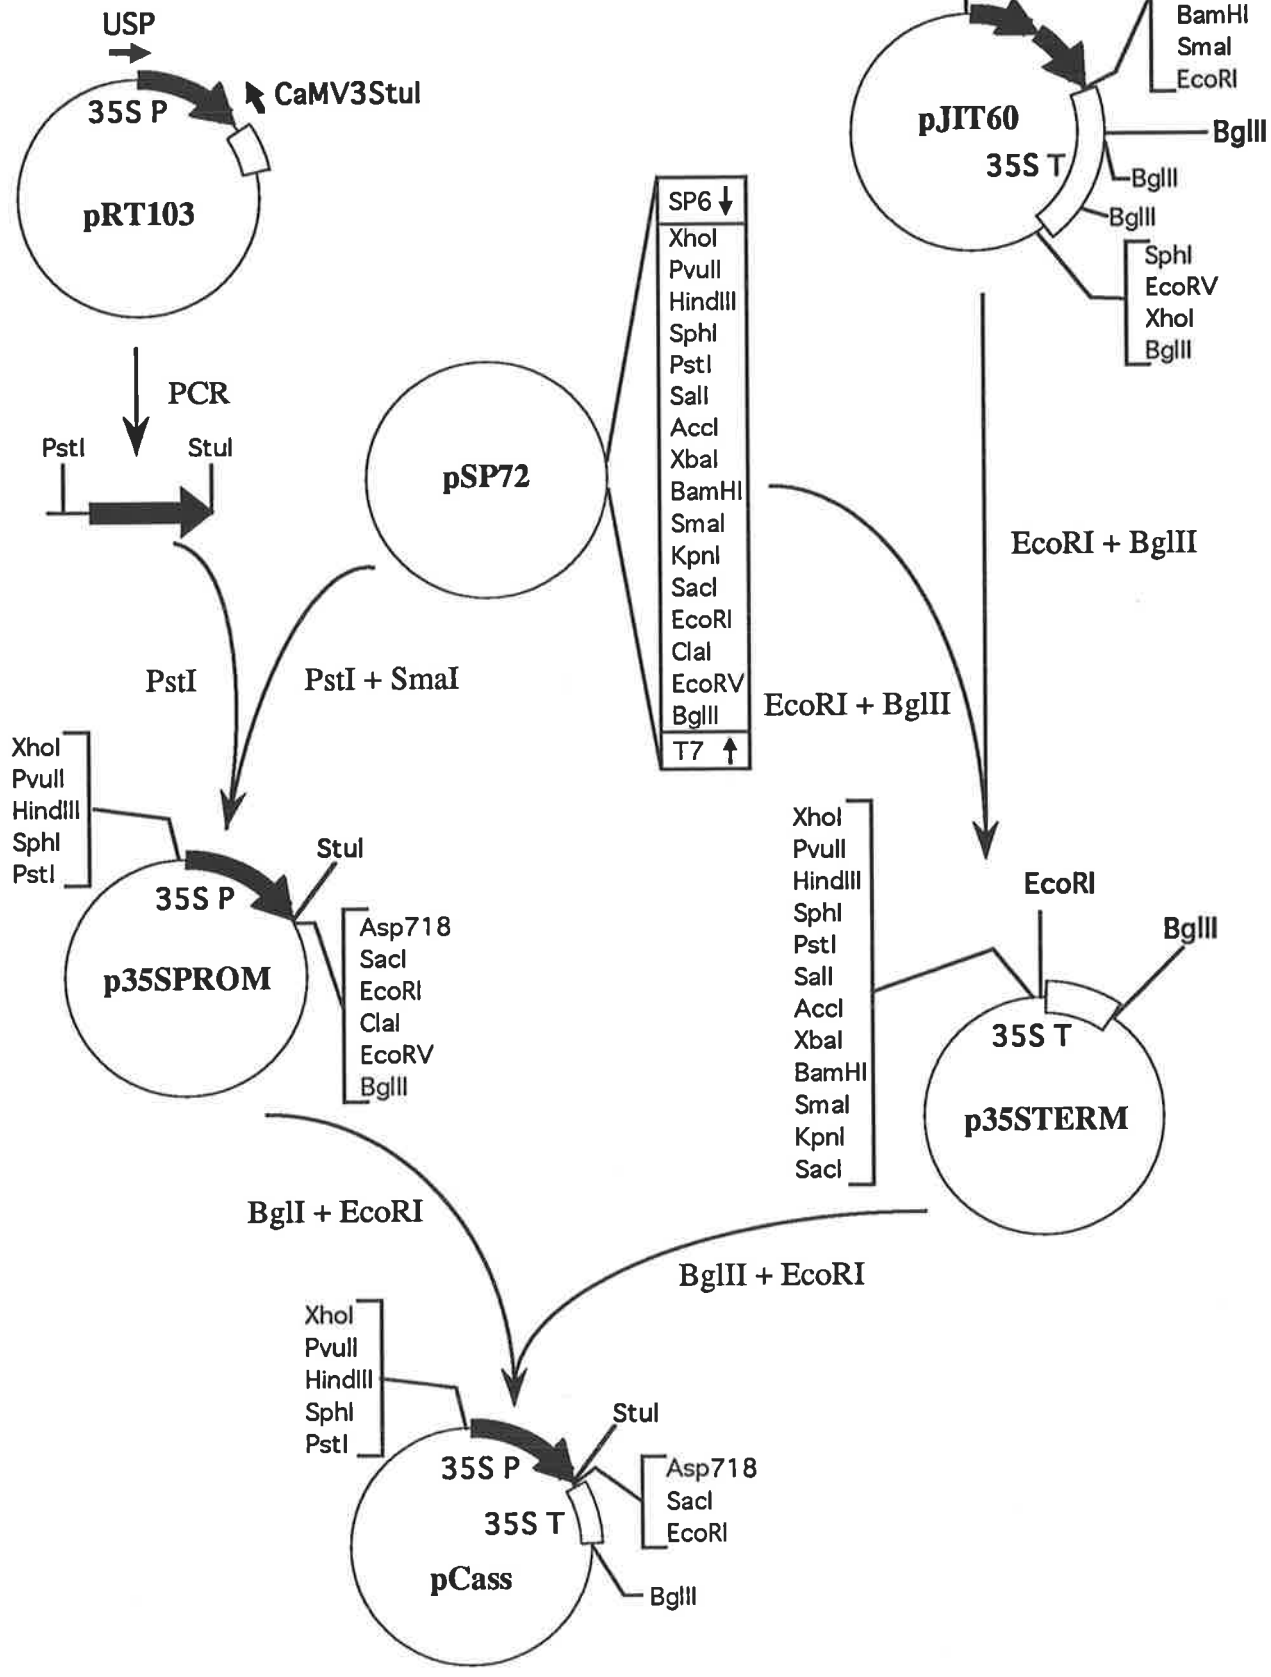 USP
35S P
CaMV3StuI
pRT103
PCR
PstI
StuI
PstI
PstI + SmaI
BamHI
SmaI
EcoRI
pJIT60
35S T
BglII
BglII
BglII
SphI
EcoRV
XhoI
BglII
pSP72
SP6
XhoI
PvuII
HindIII
SphI
PstI
SalI
AccI
XbaI
BamHI
SmaI
KpnI
SacI
EcoRI
ClaI
EcoRV
BglII
T7
EcoRI + BglII
EcoRI + BglII
XhoI
PvuII
HindIII
SphI
PstI
35S P
StuI
p35SPROM
Asp718
SacI
EcoRI
ClaI
EcoRV
BglII
XhoI
PvuII
HindIII
SphI
PstI
SalI
AccI
XbaI
BamHI
SmaI
KpnI
SacI
EcoRI
BglII
35S T
p35STERM
BglI + EcoRI
BglII + EcoRI
XhoI
PvuII
HindIII
SphI
PstI
StuI
35S P
35S T
pCass
Asp718
SacI
EcoRI
BglII